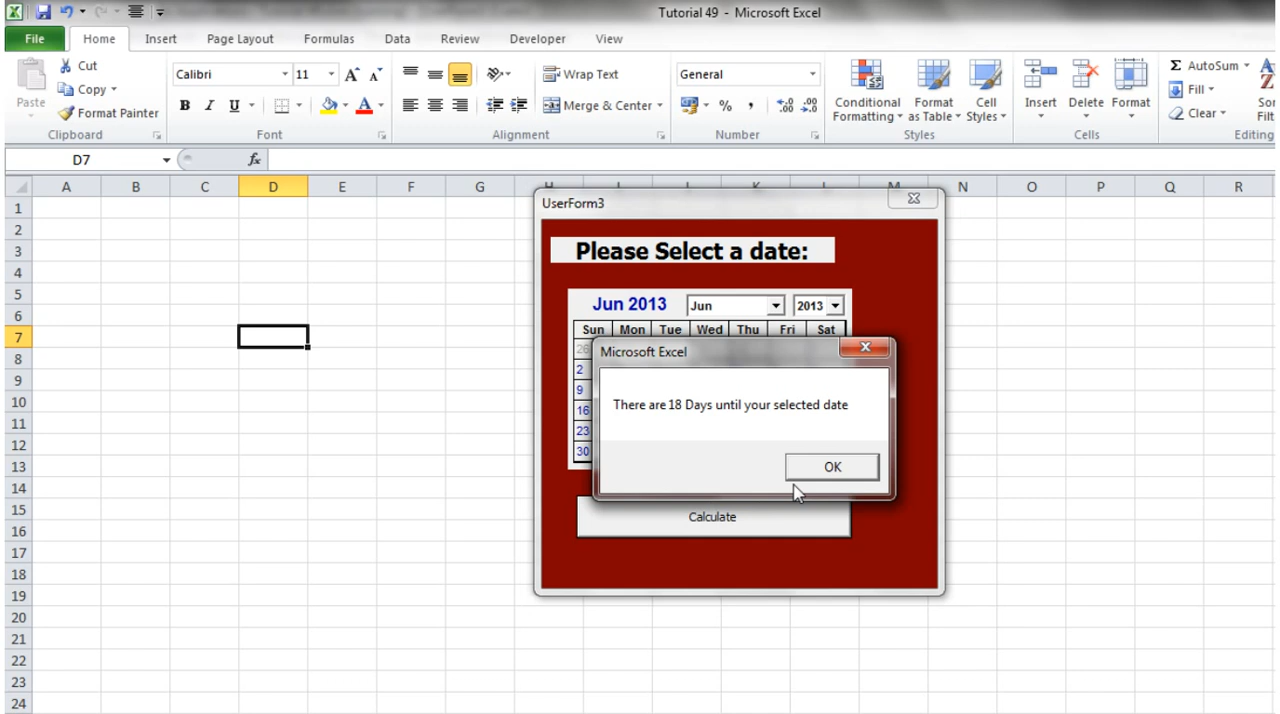 Tutorial 49 - Microsoft Excel
File Home Insert Page Layout Formulas Data Review Developer View
Cut
Copy
Format Painter
Paste
Clipboard
Calibri 11 A A
B I U A
Font
Wrap Text
Merge & Center
Alignment
General
% , .0 .00 .00 .0
Number
Conditional Formatting
Format as Table
Cell Styles
Styles
Insert Delete Format
Cells
Σ AutoSum
Fill
Clear
Editing
D7 fx
A B C D E F G H I J K L M N O P Q R
1
2
3
4
5
6
7
8
9
10
11
12
13
14
15
16
17
18
19
20
21
22
23
24
UserForm3
Please Select a date:
Jun 2013 Jun 2013
Sun Mon Tue Wed Thu Fri Sat
26
2
9
16
23
30
Microsoft Excel
There are 18 Days until your selected date
OK
Calculate